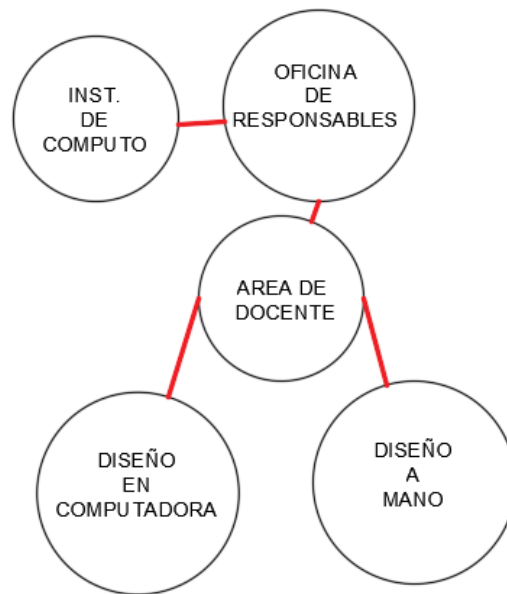 INST.
DE
COMPUTO
OFICINA
DE
RESPONSABLES
AREA DE
DOCENTE
DISEÑO
EN
COMPUTADORA
DISEÑO
A
MANO